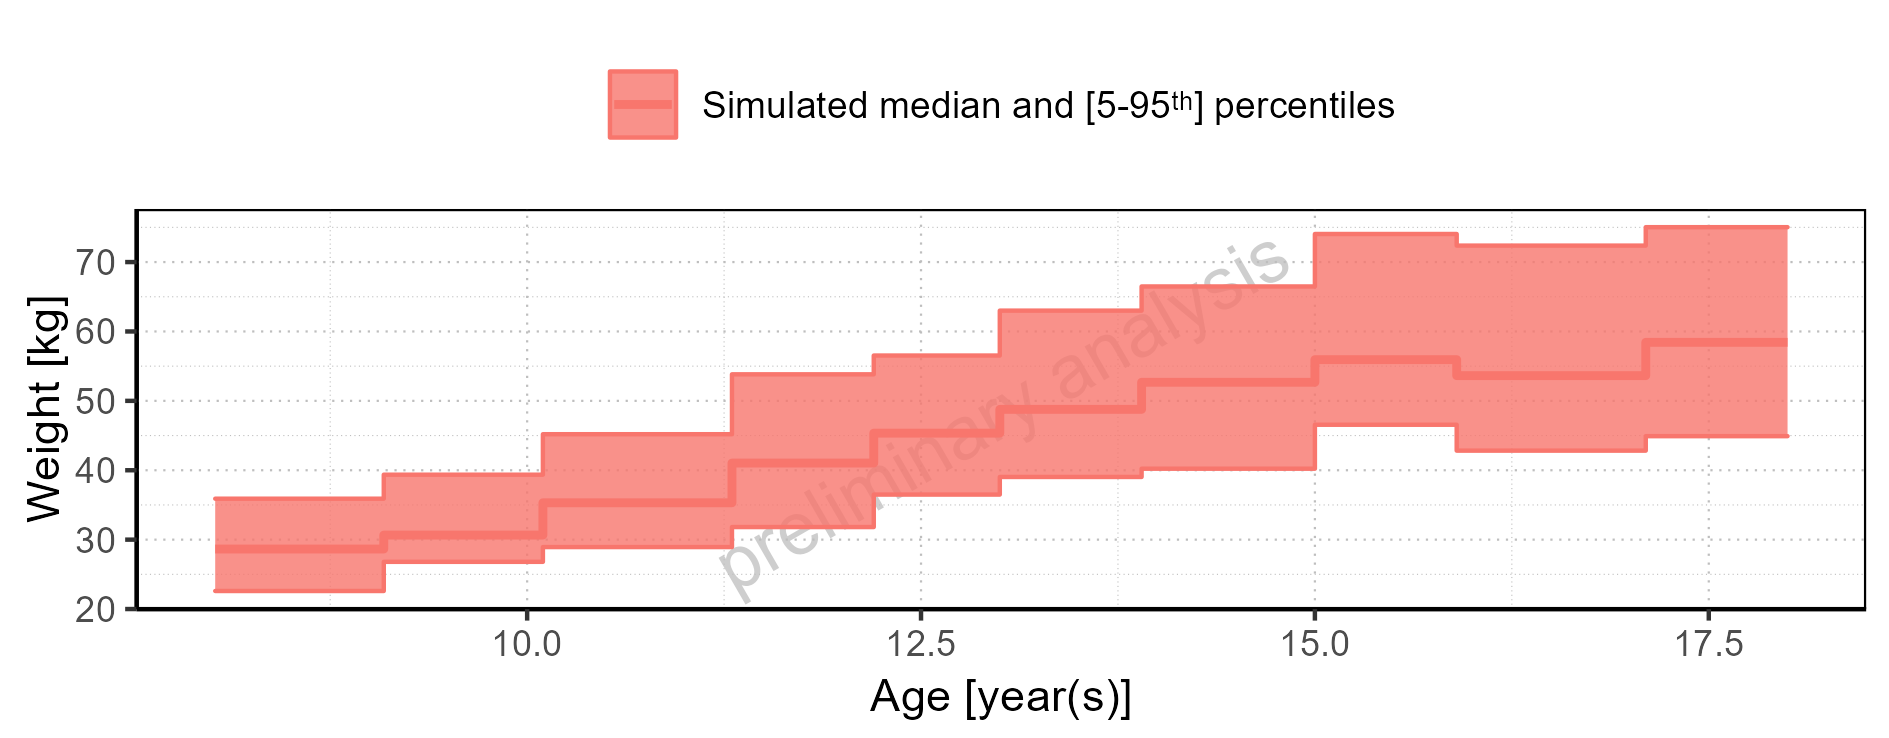 Simulated median and [5-95th] percentiles
Weight [kg]
70
60
50
40
30
20
preliminary analysis
10.0
12.5
15.0
17.5
Age [year(s)]